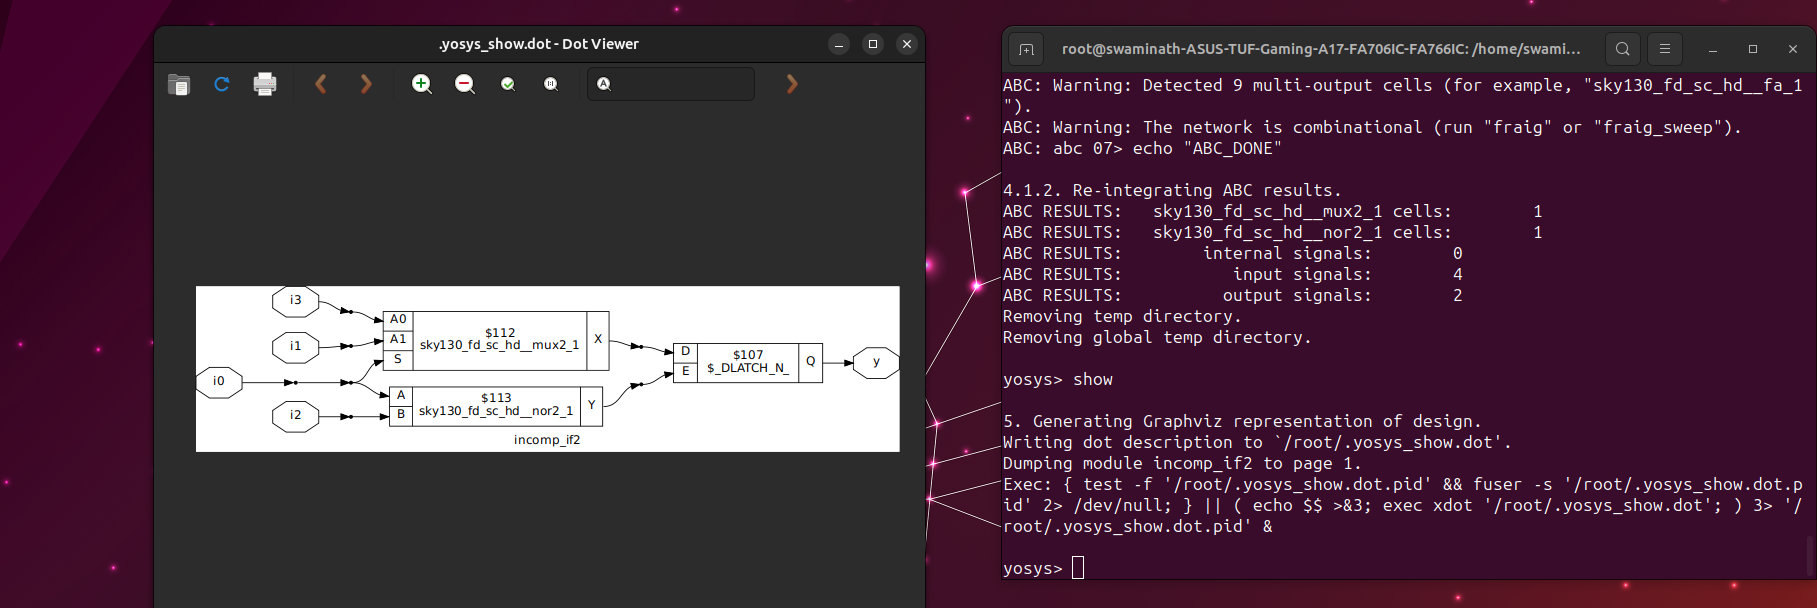 .yosys_show.dot - Dot Viewer
i3
i1
i0
i2
A0
A1
S
$112
sky130_fd_sc_hd__mux2_1
X
A
B
$113
sky130_fd_sc_hd__nor2_1
Y
D
E
$107
$_DLATCH_N_
Q
y
incomp_if2
root@swaminath-ASUS-TUF-Gaming-A17-FA706IC-FA766IC: /home/swami...
ABC: Warning: Detected 9 multi-output cells (for example, "sky130_fd_sc_hd__fa_1
").
ABC: Warning: The network is combinational (run "fraig" or "fraig_sweep").
ABC: abc 07> echo "ABC_DONE"
4.1.2. Re-integrating ABC results.
ABC RESULTS:   sky130_fd_sc_hd__mux2_1 cells:        1
ABC RESULTS:   sky130_fd_sc_hd__nor2_1 cells:        1
ABC RESULTS:        internal signals:        0
ABC RESULTS:           input signals:        4
ABC RESULTS:          output signals:        2
Removing temp directory.
Removing global temp directory.
yosys> show
5. Generating Graphviz representation of design.
Writing dot description to `/root/.yosys_show.dot'.
Dumping module incomp_if2 to page 1.
Exec: { test -f '/root/.yosys_show.dot.pid' && fuser -s '/root/.yosys_show.dot.p
id' 2> /dev/null; } || ( echo $$ >&3; exec xdot '/root/.yosys_show.dot'; ) 3> '/
root/.yosys_show.dot.pid' &
yosys>